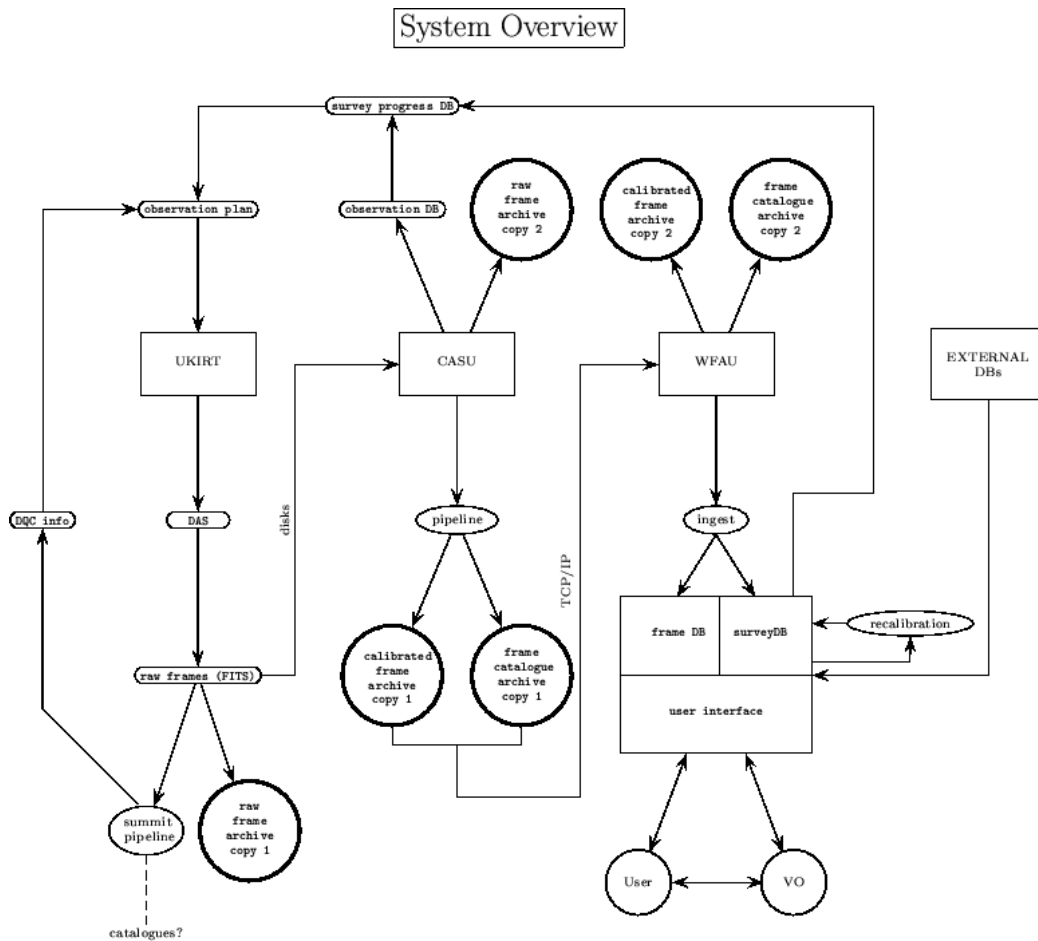 System Overview
survey progress DB
observation plan
observation DB
raw
frame
archive
copy 2
calibrated
frame
archive
copy 2
frame
catalogue
archive
copy 2
UKIRT
CASU
WFAU
EXTERNAL
DBs
DQC info
DAS
disks
pipeline
TCP/IP
ingest
frame DB
surveyDB
recalibration
raw frames (FITS)
calibrated
frame
archive
copy 1
frame
catalogue
archive
copy 1
user interface
summit
pipeline
raw
frame
archive
copy 1
User
VO
catalogues?